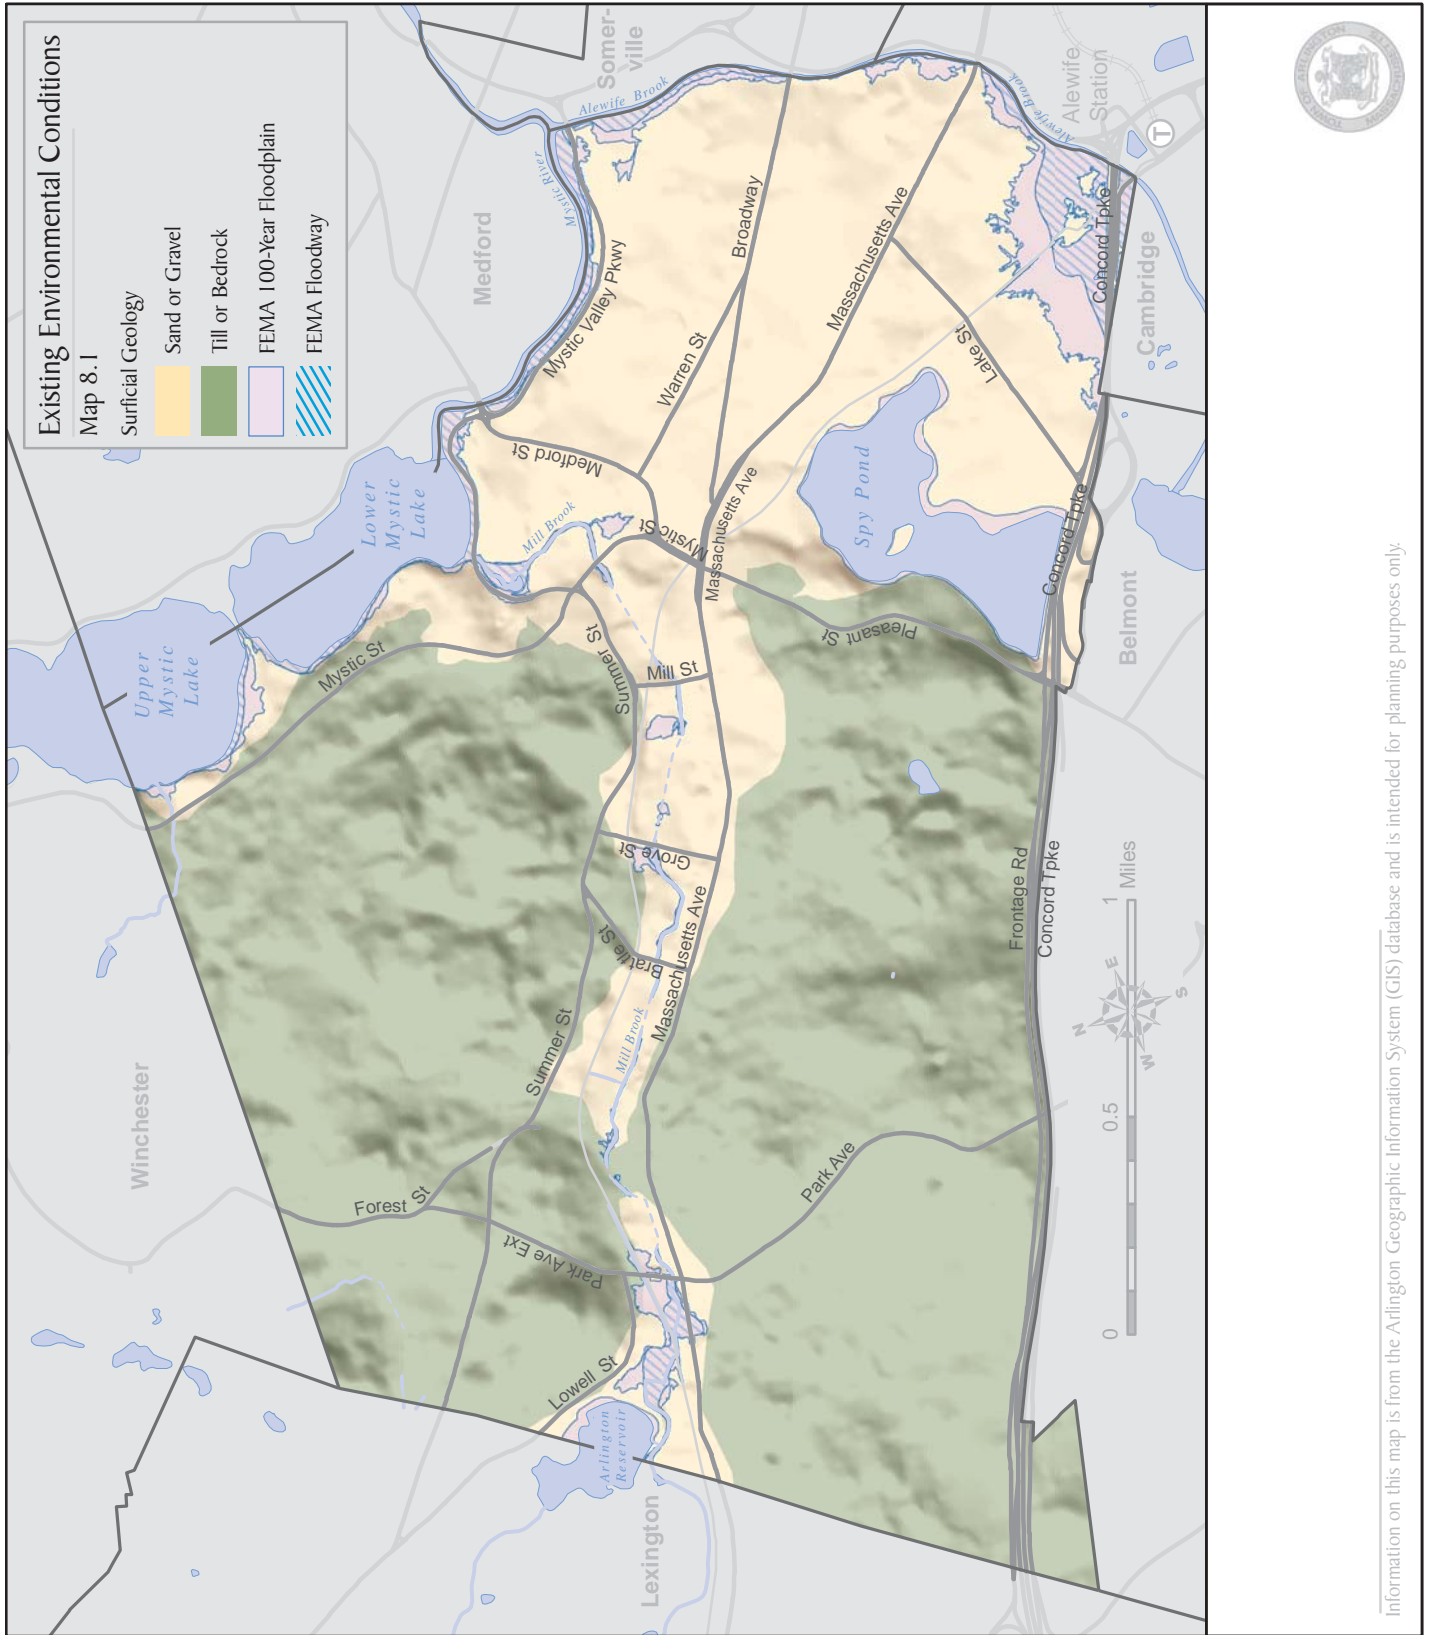 Existing Environmental Conditions
Map 8.1
Surficial Geology
Sand or Gravel
Till or Bedrock
FEMA 100-Year Floodplain
FEMA Floodway
Winchester
Medford
Somer-
ville
Lexington
Belmont
Cambridge
Alewife
Station
T
Upper
Mystic
Lake
Lower
Mystic
Lake
Mystic River
Alewife Brook
Alewife Brook
Mill Brook
Mill Brook
Spy Pond
Arlington
Reservoir
Mystic St
Mystic St
Mystic Valley Pkwy
Medford St
Warren St
Broadway
Massachusetts Ave
Massachusetts Ave
Massachusetts Ave
Lake St
Pleasant St
Mill St
Summer St
Summer St
Grove St
Brattle St
Forest St
Park Ave Ext
Park Ave
Lowell St
Frontage Rd
Concord Tpke
Concord Tpke
Concord Tpke
N
E
S
W
0
0.5
1
Miles
TOWN OF ARLINGTON
MASSACHUSETTS
Information on this map is from the Arlington Geographic Information System (GIS) database and is intended for planning purposes only.